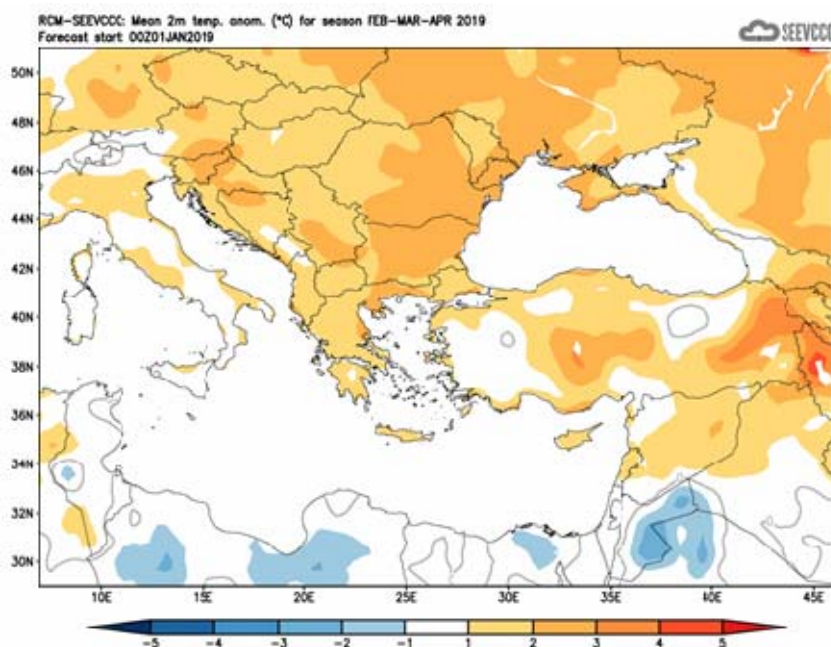 RCM-SEEVCCC: Mean 2m temp. anom. (°C) for season FEB-MAR-APR 2019
Forecast start: 00Z01JAN2019
SEEVCCC
50N
48N
46N
44N
42N
40N
38N
36N
34N
32N
30N
10E 15E 20E 25E 30E 35E 40E 45E
-5 -4 -3 -2 -1 1 2 3 4 5